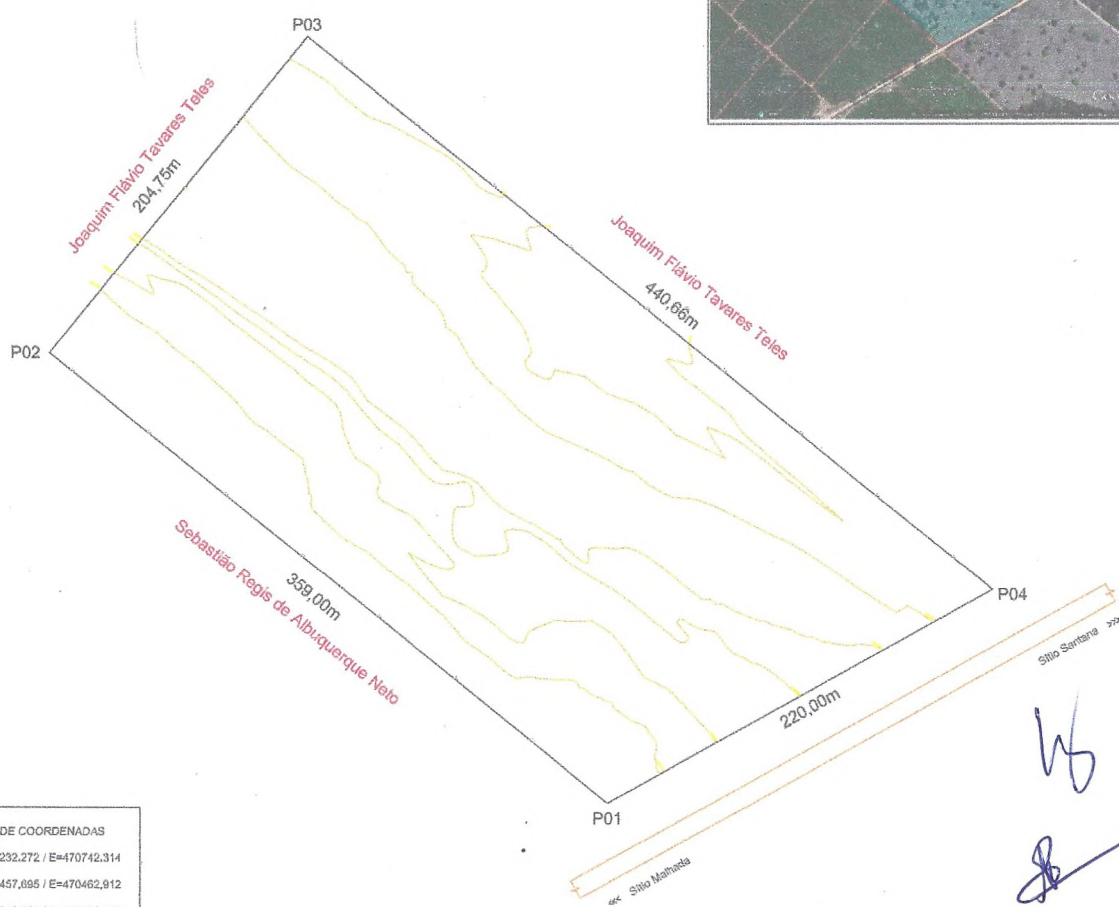 P03
Joaquim Flávio Tavares Teles
204,75m
Joaquim Flávio Tavares Teles
440,66m
P02
Sebastião Regis de Albuquerque Neto
359,00m
P04
Sítio Santana >>>
220,00m
P01
<<< Sítio Malhada
DE COORDENADAS
232.272 / E=470742.314
457,695 / E=470462,912